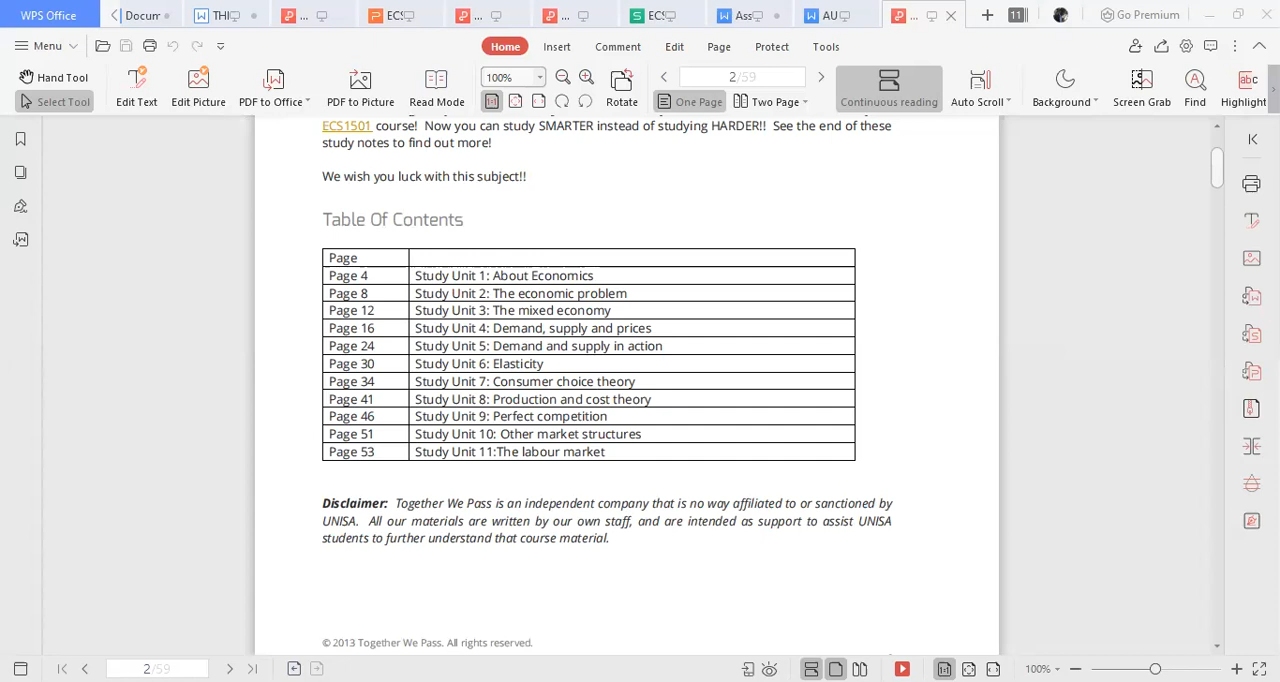 WPS Office Docum THI ... ECS ... ... ECS Ass AU ... 11 Go Premium
Menu Home Insert Comment Edit Page Protect Tools
Hand Tool 100% 2/59
Select Tool Edit Text Edit Picture PDF to Office PDF to Picture Read Mode Rotate One Page Two Page Continuous reading Auto Scroll Background Screen Grab Find Highlight
ECS1501 course! Now you can study SMARTER instead of studying HARDER!! See the end of these
study notes to find out more!
We wish you luck with this subject!!
Table Of Contents
Page
Page 4 Study Unit 1: About Economics
Page 8 Study Unit 2: The economic problem
Page 12 Study Unit 3: The mixed economy
Page 16 Study Unit 4: Demand, supply and prices
Page 24 Study Unit 5: Demand and supply in action
Page 30 Study Unit 6: Elasticity
Page 34 Study Unit 7: Consumer choice theory
Page 41 Study Unit 8: Production and cost theory
Page 46 Study Unit 9: Perfect competition
Page 51 Study Unit 10: Other market structures
Page 53 Study Unit 11:The labour market
Disclaimer: Together We Pass is an independent company that is no way affiliated to or sanctioned by
UNISA. All our materials are written by our own staff, and are intended as support to assist UNISA
students to further understand that course material.
© 2013 Together We Pass. All rights reserved.
2/59 100%